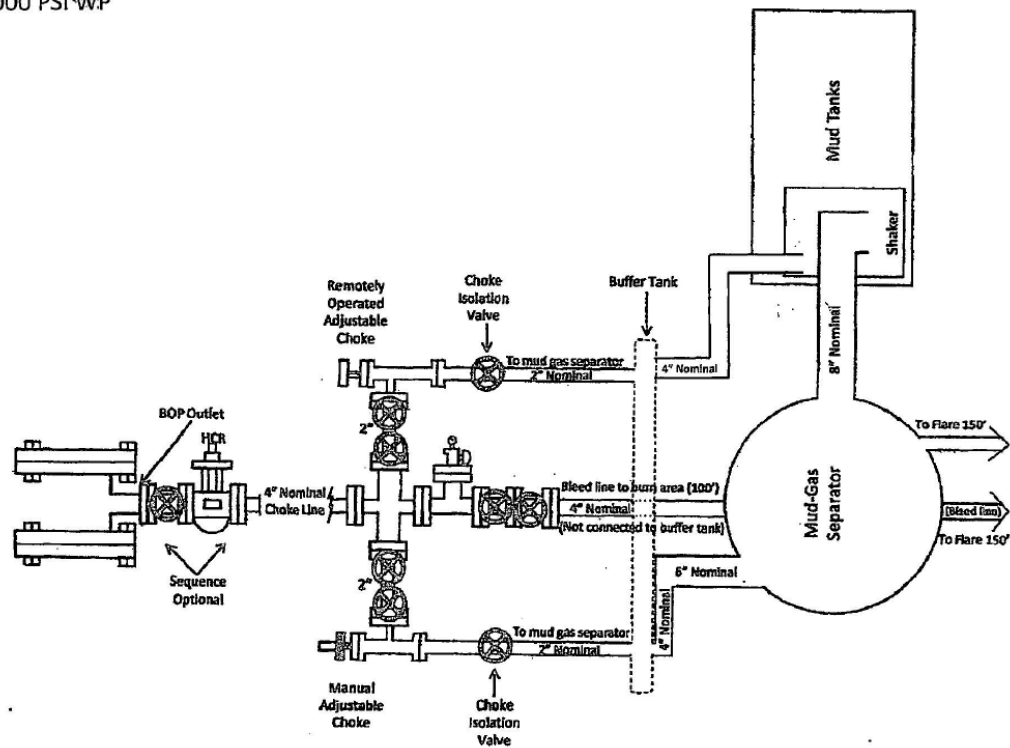 000 PSI WP
Mud Tanks
Shaker
8" Nominal
Remotely
Operated
Adjustable
Choke
Choke
Isolation
Valve
Buffer Tank
To mud gas separator
2" Nominal
4" Nominal
BOP Outlet
HCR
2"
4" Nominal
Choke Line
Bleed line to burn area (100')
4" Nominal
(Not connected to buffer tank)
Mud-Gas
Separator
To Flare 150'
(Bleed line)
To Flare 150'
Sequence
Optional
2"
6" Nominal
4" Nominal
To mud gas separator
2" Nominal
Manual
Adjustable
Choke
Choke
Isolation
Valve